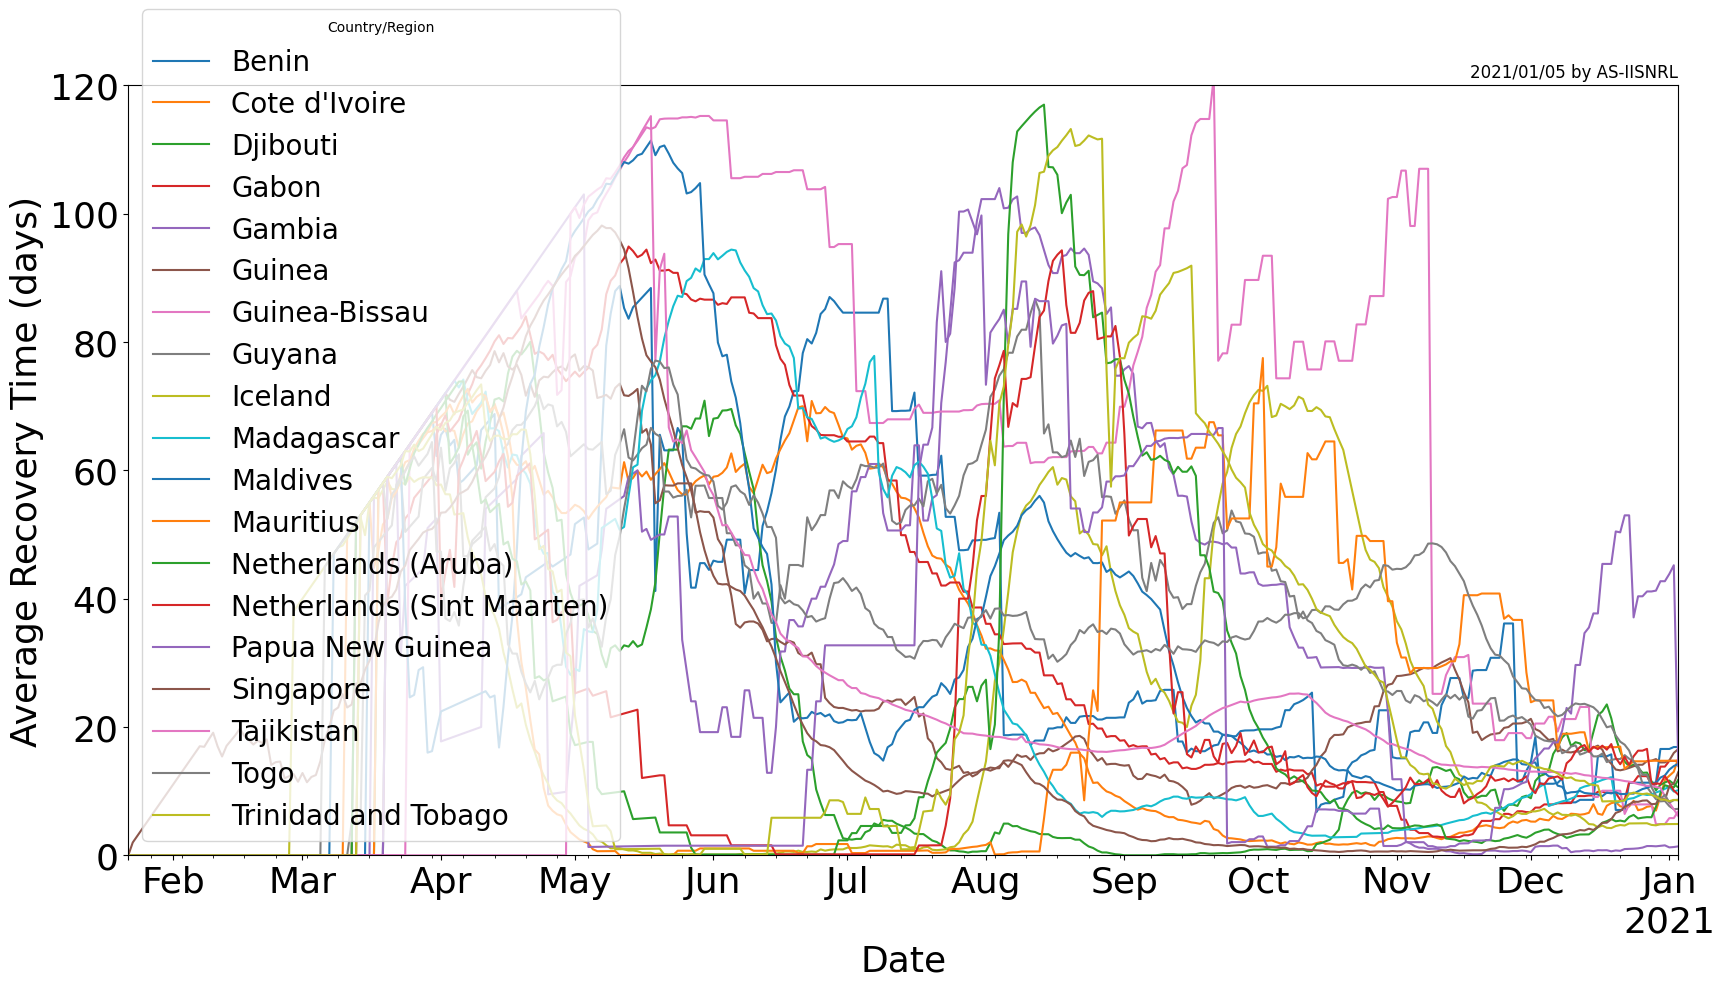 Country/Region
Benin
Cote d'Ivoire
Djibouti
Gabon
Gambia
Guinea
Guinea-Bissau
Guyana
Iceland
Madagascar
Maldives
Mauritius
Netherlands (Aruba)
Netherlands (Sint Maarten)
Papua New Guinea
Singapore
Tajikistan
Togo
Trinidad and Tobago
2021/01/05 by AS-IISNRL
Average Recovery Time (days)
120
100
80
60
40
20
0
Feb Mar Apr May Jun Jul Aug Sep Oct Nov Dec Jan
2021
Date